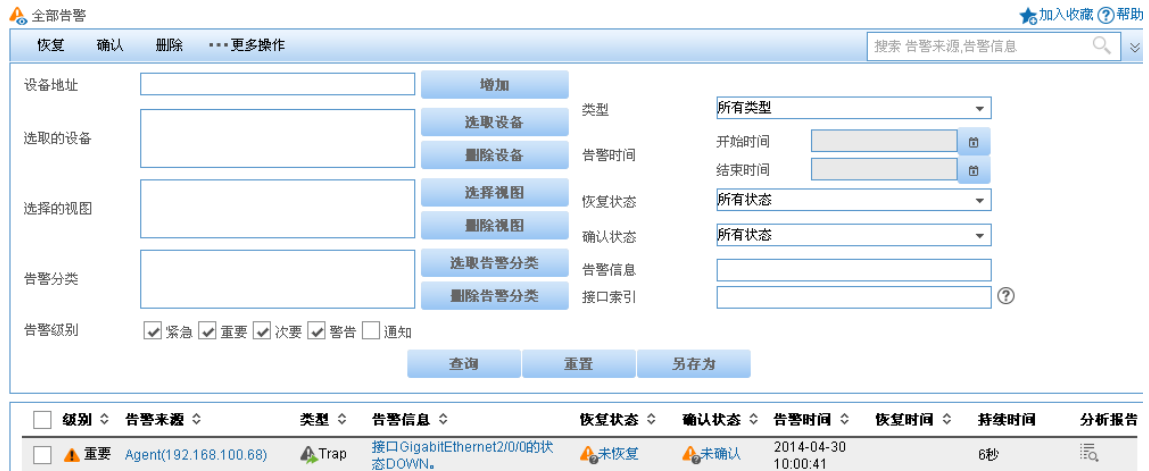 全部告警 加入收藏 帮助
恢复 确认 删除 ···更多操作 搜索 告警来源,告警信息
设备地址 增加
类型 所有类型
选取的设备 选取设备
删除设备
告警时间 开始时间
结束时间
选择的视图 选择视图
删除视图
恢复状态 所有状态
确认状态 所有状态
告警分类 选取告警分类
删除告警分类
告警信息
接口索引
告警级别 紧急 重要 次要 警告 通知
查询 重置 另存为
级别 告警来源 类型 告警信息 恢复状态 确认状态 告警时间 恢复时间 持续时间 分析报告
重要 Agent(192.168.100.68) Trap 接口GigabitEthernet2/0/0的状 未恢复 未确认 2014-04-30 6秒
态DOWN。 10:00:41